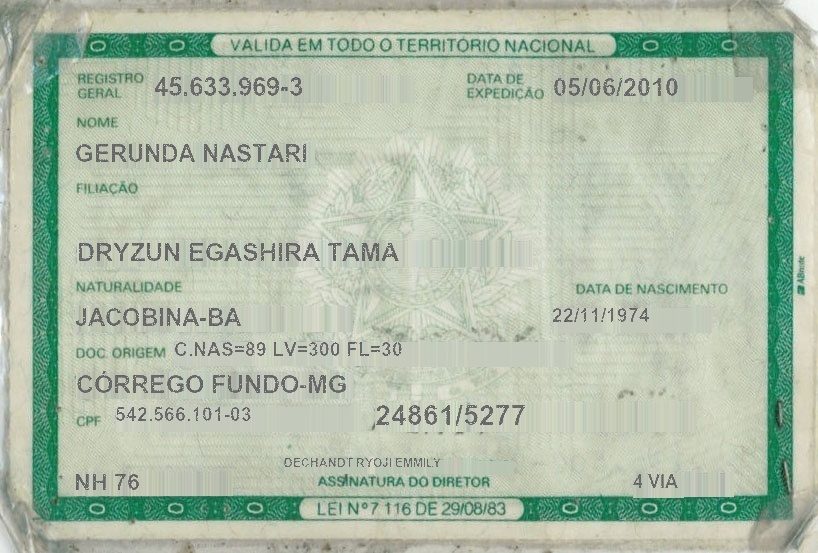 VALIDA EM TODO O TERRITÓRIO NACIONAL
REGISTRO GERAL 45.633.969-3 DATA DE EXPEDIÇÃO 05/06/2010
NOME
GERUNDA NASTARI
FILIAÇÃO
DRYZUN EGASHIRA TAMA
NATURALIDADE DATA DE NASCIMENTO
JACOBINA-BA 22/11/1974
DOC. ORIGEM C.NAS=89 LV=300 FL=30
CÓRREGO FUNDO-MG
CPF 542.566.101-03 24861/5277
DECHANDT RYOJI EMMILY
NH 76 ASSINATURA DO DIRETOR 4 VIA
LEI Nº 7 116 DE 29/08/83
ABnote